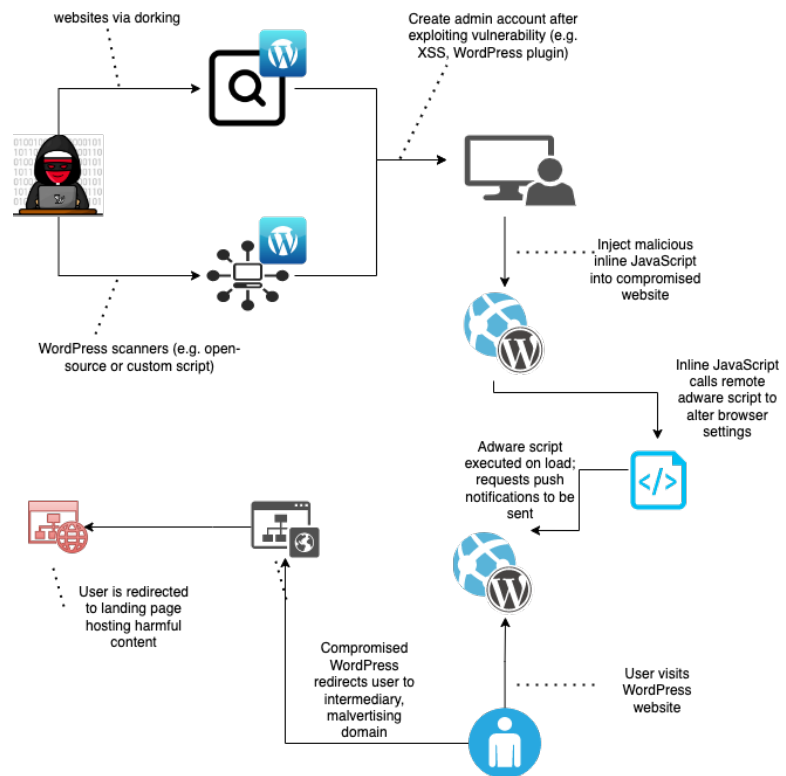 websites via dorking
Create admin account after
exploiting vulnerability (e.g.
XSS, WordPress plugin)
WordPress scanners (e.g. open-
source or custom script)
Inject malicious
inline JavaScript
into compromised
website
Inline JavaScript
calls remote
adware script to
alter browser
settings
Adware script
executed on load;
requests push
notifications to be
sent
User is redirected
to landing page
hosting harmful
content
Compromised
WordPress
redirects user to
intermediary,
malvertising
domain
User visits
WordPress
website